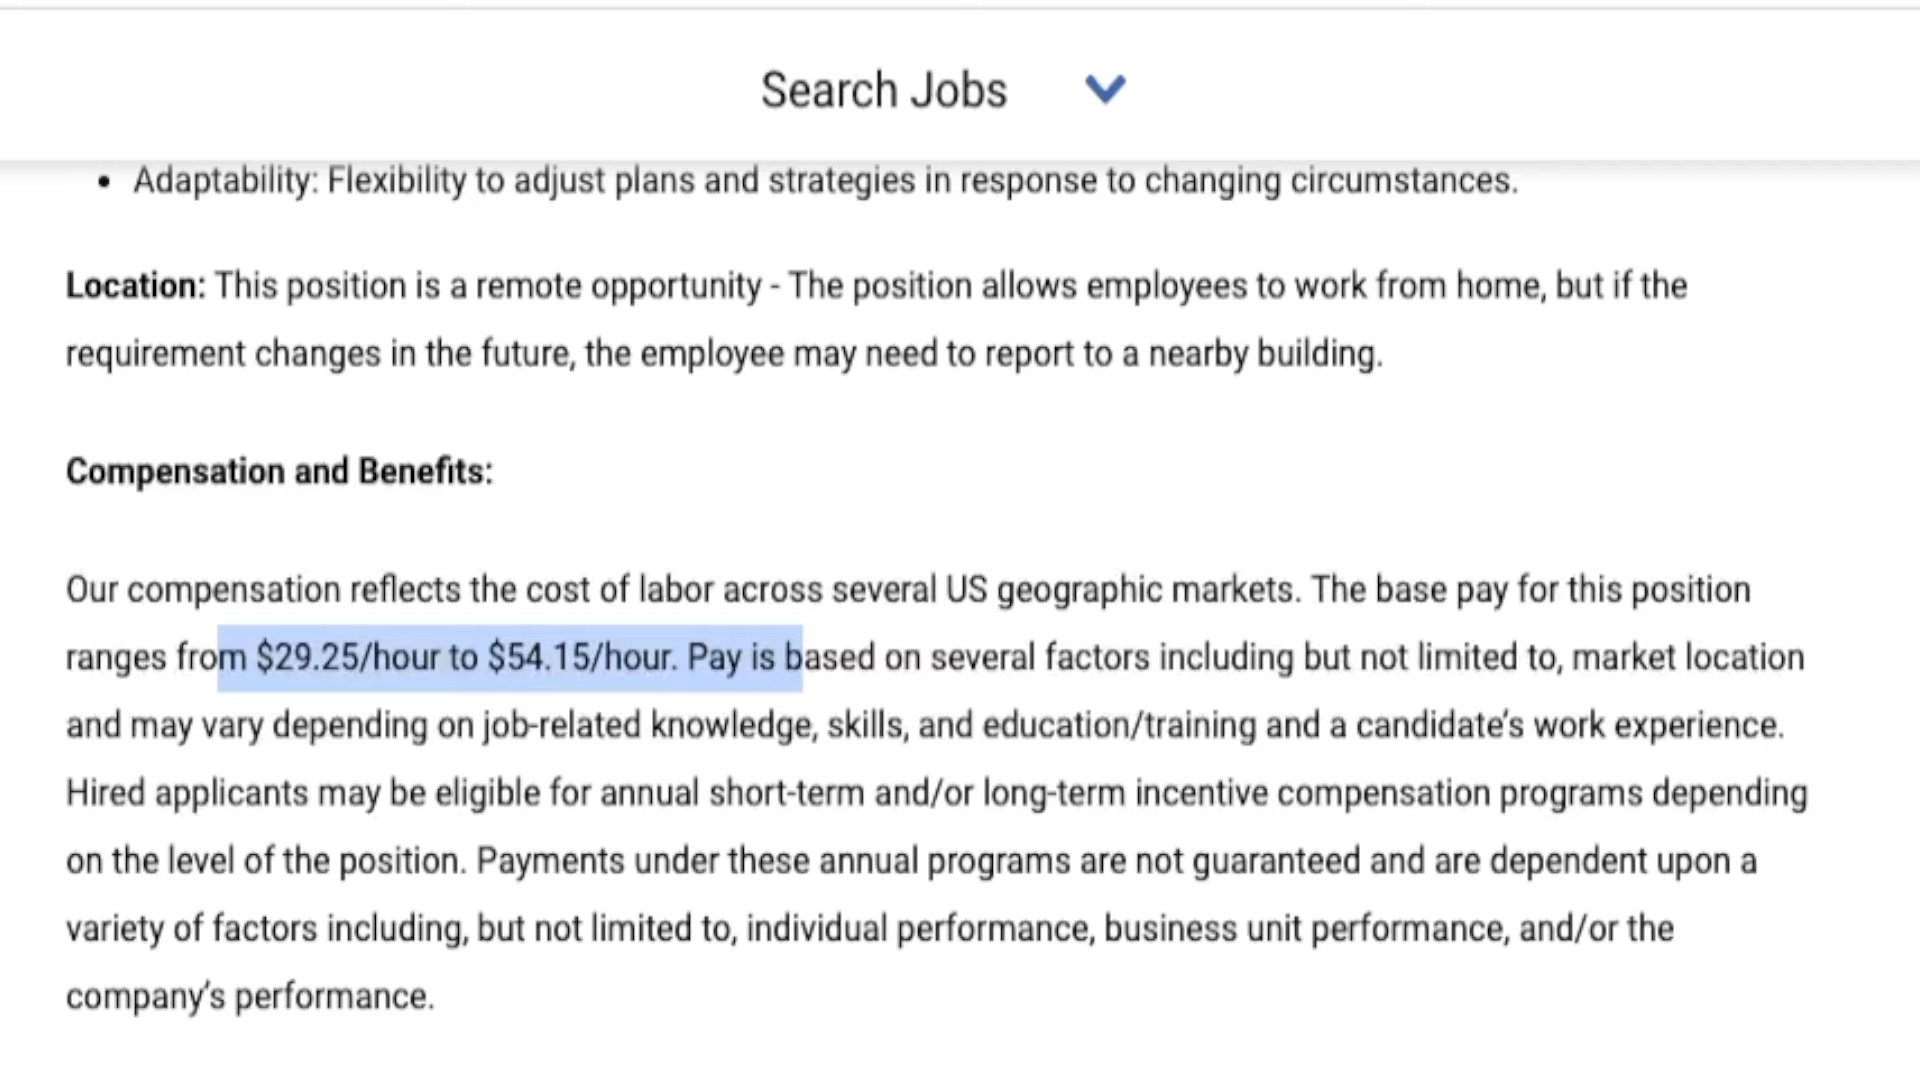 Search Jobs
• Adaptability: Flexibility to adjust plans and strategies in response to changing circumstances.
Location: This position is a remote opportunity - The position allows employees to work from home, but if the
requirement changes in the future, the employee may need to report to a nearby building.
Compensation and Benefits:
Our compensation reflects the cost of labor across several US geographic markets. The base pay for this position
ranges from $29.25/hour to $54.15/hour. Pay is based on several factors including but not limited to, market location
and may vary depending on job-related knowledge, skills, and education/training and a candidate’s work experience.
Hired applicants may be eligible for annual short-term and/or long-term incentive compensation programs depending
on the level of the position. Payments under these annual programs are not guaranteed and are dependent upon a
variety of factors including, but not limited to, individual performance, business unit performance, and/or the
company’s performance.